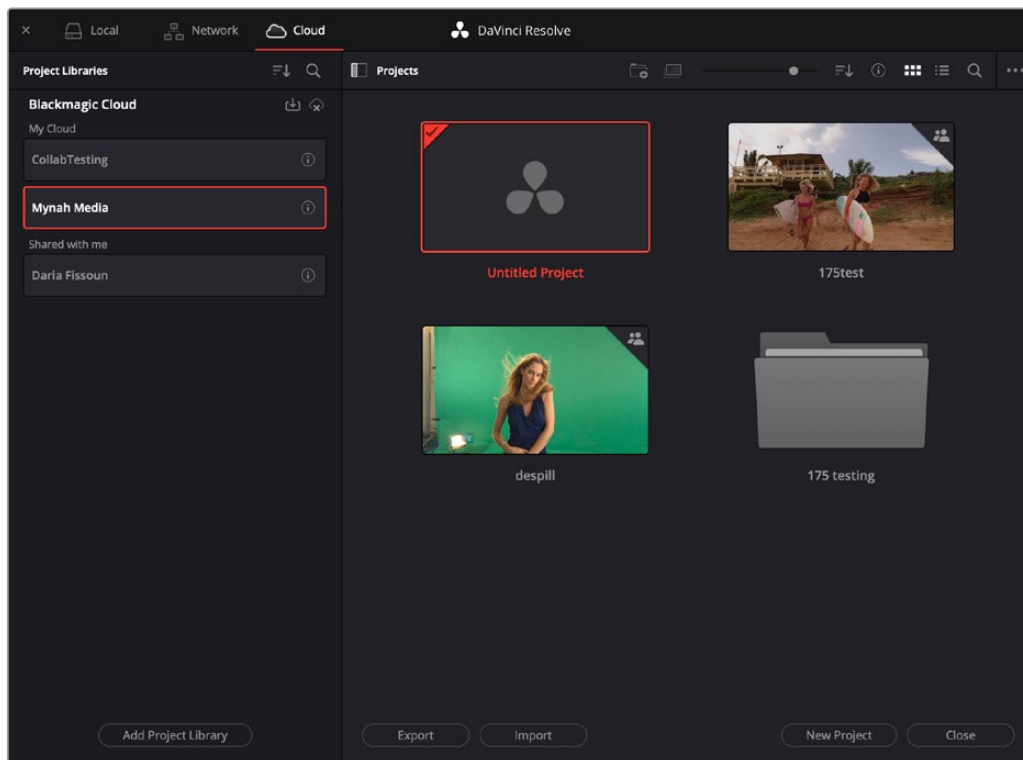 Local Network Cloud DaVinci Resolve
Project Libraries
Projects
Blackmagic Cloud
My Cloud
CollabTesting
Mynah Media
Shared with me
Daria Fissoun
Untitled Project
175test
despill
175 testing
Add Project Library
Export
Import
New Project
Close